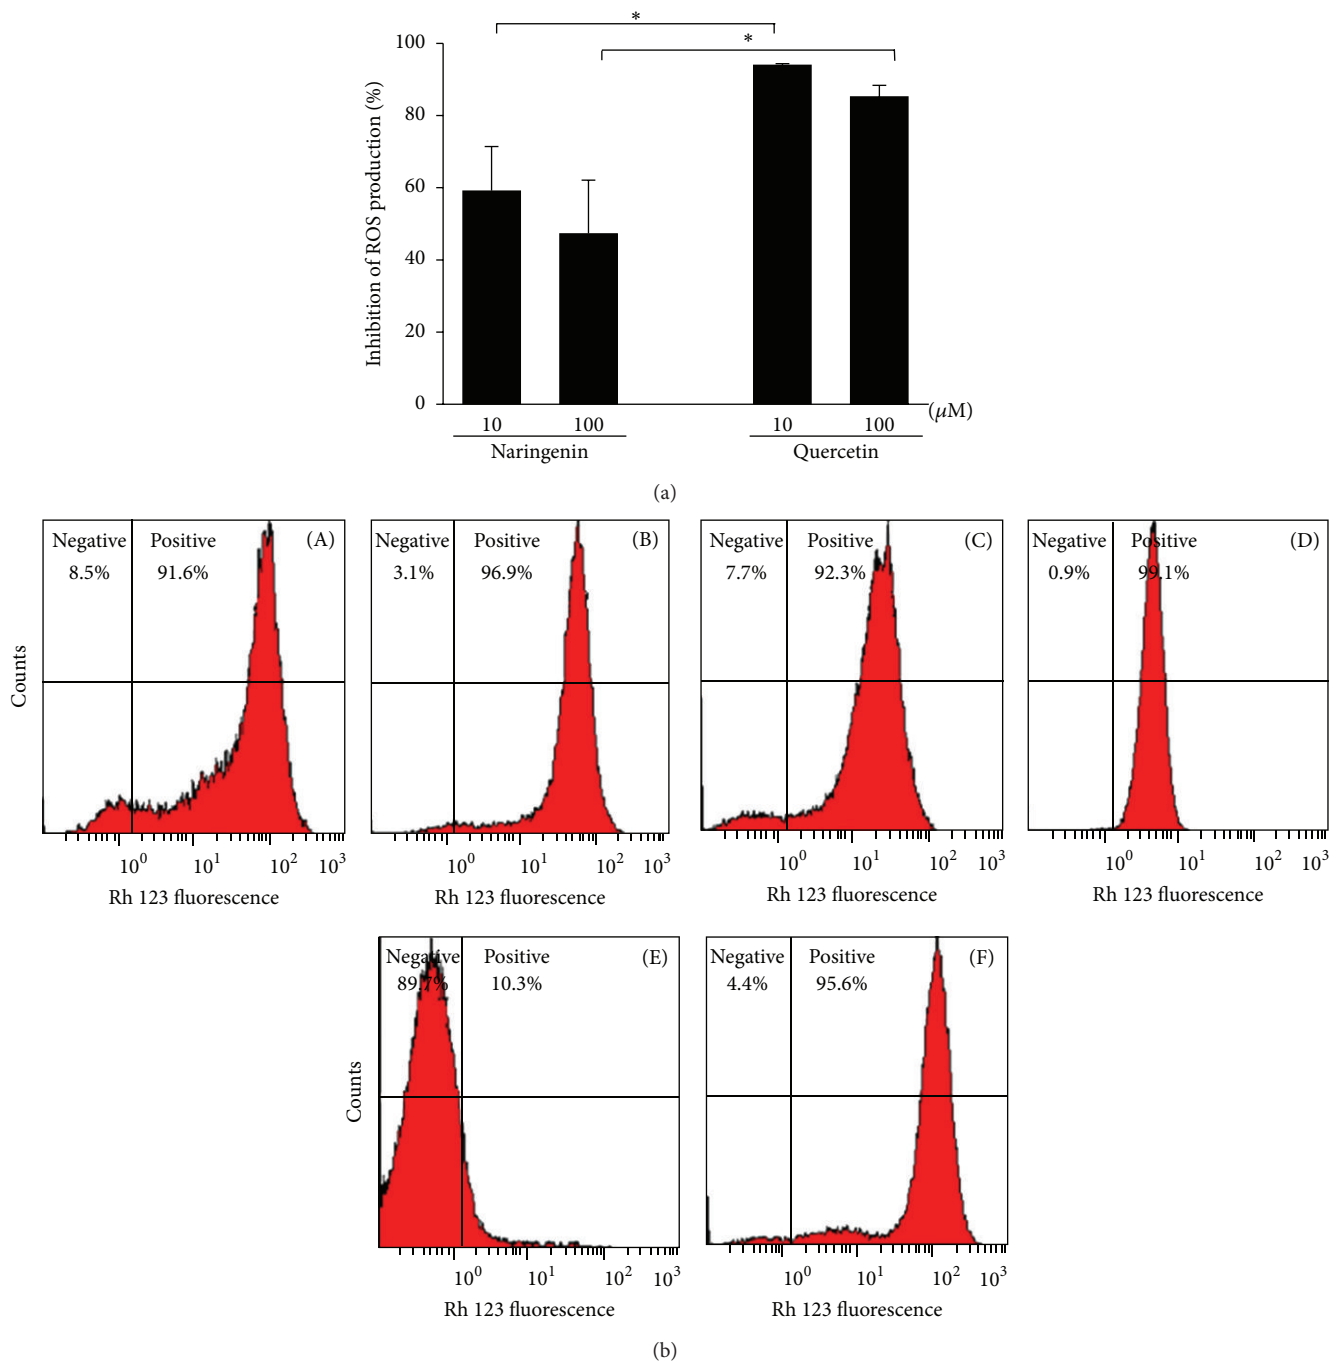 *
*
Inhibition of ROS production (%)
100
80
60
40
20
0
10 100 10 100 (μM)
Naringenin Quercetin
(a)
Counts
Negative Positive (A)
8.5% 91.6%
10^0 10^1 10^2 10^3
Rh 123 fluorescence
Negative Positive (B)
3.1% 96.9%
10^0 10^1 10^2 10^3
Rh 123 fluorescence
Negative Positive (C)
7.7% 92.3%
10^0 10^1 10^2 10^3
Rh 123 fluorescence
Negative Positive (D)
0.9% 99.1%
10^0 10^1 10^2 10^3
Rh 123 fluorescence
Counts
Negative Positive (E)
89.7% 10.3%
10^0 10^1 10^2 10^3
Rh 123 fluorescence
Negative Positive (F)
4.4% 95.6%
10^0 10^1 10^2 10^3
Rh 123 fluorescence
(b)